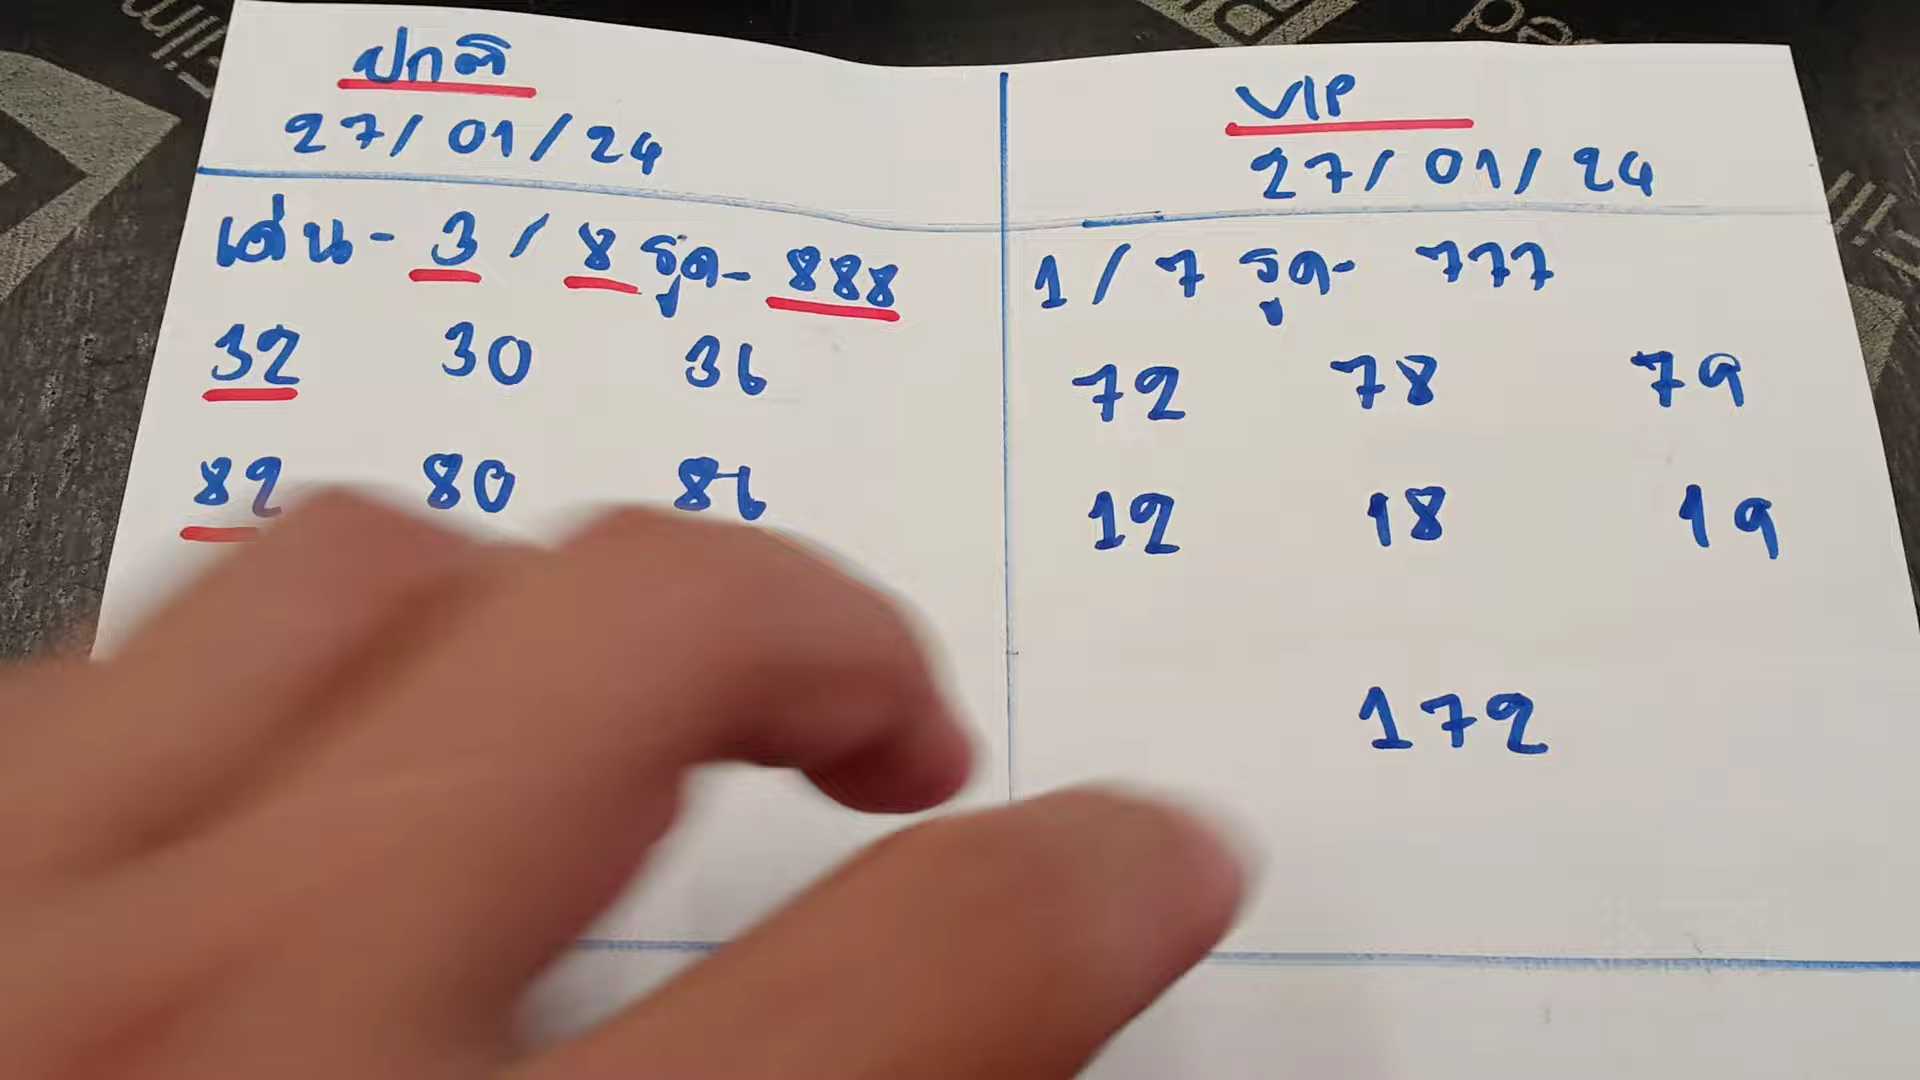 ปกติ
27/01/24
เด่น - 3 / 8 รูด - 888
32 30 36
82 80 86
VIP
27/01/24
1 / 7 รูด - 777
72 78 79
12 18 19
172